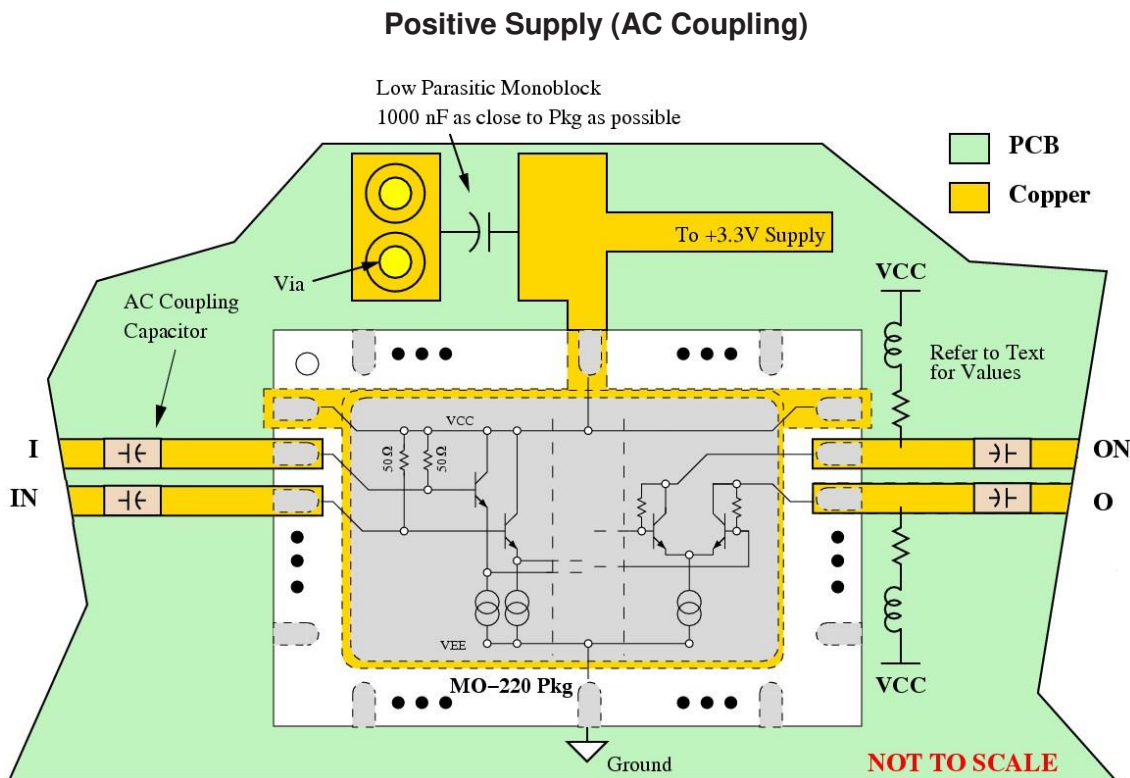 Positive Supply (AC Coupling)
Low Parasitic Monoblock
1000 nF as close to Pkg as possible
PCB
Copper
To +3.3V Supply
Via
VCC
AC Coupling
Capacitor
Refer to Text
for Values
VCC
50 Ω
50 Ω
I
ON
IN
O
VEE
MO–220 Pkg
VCC
Ground
NOT TO SCALE